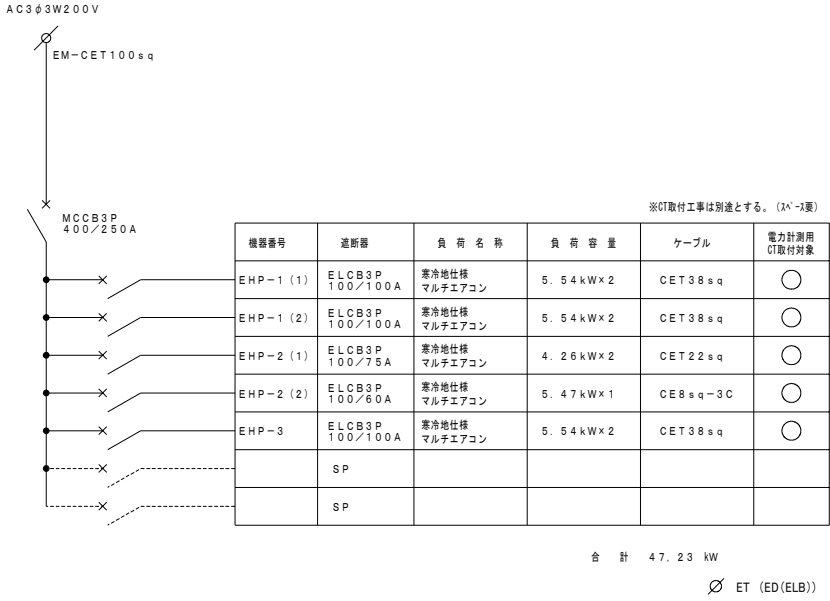 AC3φ3W200V
EM-CET100sq
MCCB3P
400/250A
※CT取付工事は別途とする。(ｽﾍﾟｰｽ要)
機器番号 遮断器 負荷名称 負荷容量 ケーブル 電力計測用
CT取付対象
EHP-1(1) ELCB3P
100/100A 寒冷地仕様
マルチエアコン 5.54kW×2 CET38sq ○
EHP-1(2) ELCB3P
100/100A 寒冷地仕様
マルチエアコン 5.54kW×2 CET38sq ○
EHP-2(1) ELCB3P
100/75A 寒冷地仕様
マルチエアコン 4.26kW×2 CET22sq ○
EHP-2(2) ELCB3P
100/60A 寒冷地仕様
マルチエアコン 5.47kW×1 CE8sq-3C ○
EHP-3 ELCB3P
100/100A 寒冷地仕様
マルチエアコン 5.54kW×2 CET38sq ○
SP
SP
合計 47,23 kW
ET (ED(ELB))